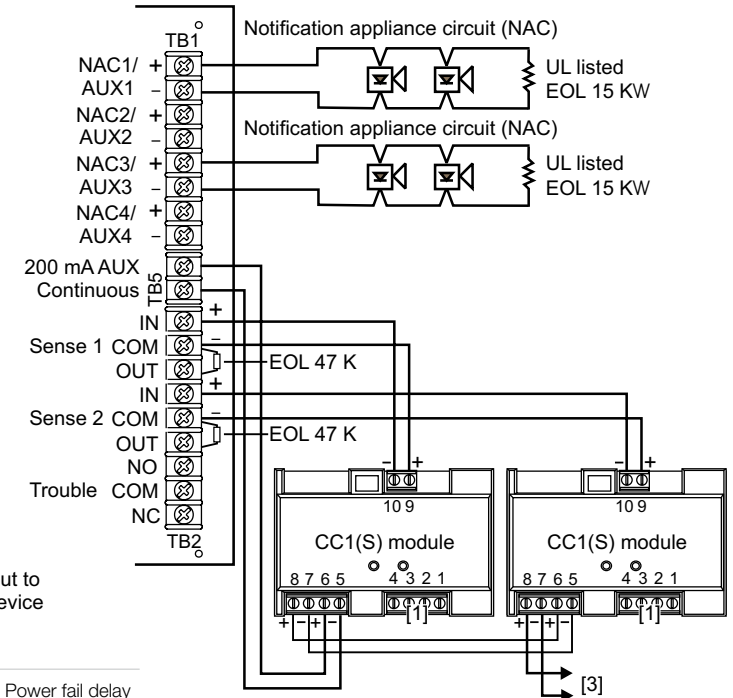 TB1
Notification appliance circuit (NAC)
NAC1/ +
AUX1 −
UL listed
EOL 15 KW
NAC2/ +
AUX2 −
Notification appliance circuit (NAC)
NAC3/ +
AUX3 −
UL listed
EOL 15 KW
NAC4/ +
AUX4 −
200 mA AUX
Continuous
TB5
IN +
Sense 1 COM −
OUT
EOL 47 K
IN +
Sense 2 COM −
OUT
EOL 47 K
NO
Trouble COM
NC
TB2
− +
10 9
CC1(S) module
8 7 6 5 4 3 2 1
[1]
+ − + −
− +
10 9
CC1(S) module
8 7 6 5 4 3 2 1
[1]
+ − + −
[3]
ut to
evice
Power fail delay